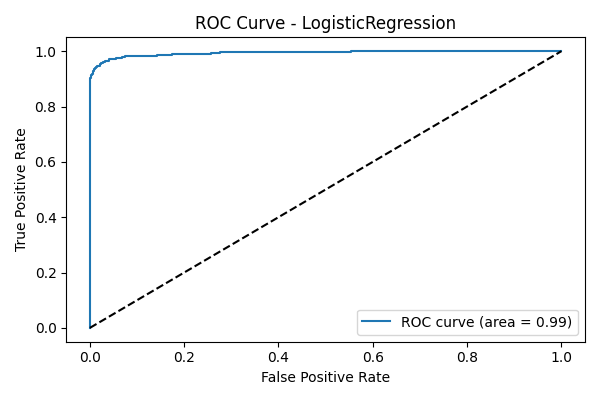 ROC Curve - LogisticRegression
True Positive Rate
1.0
0.8
0.6
0.4
0.2
0.0
ROC curve (area = 0.99)
0.0 0.2 0.4 0.6 0.8 1.0
False Positive Rate